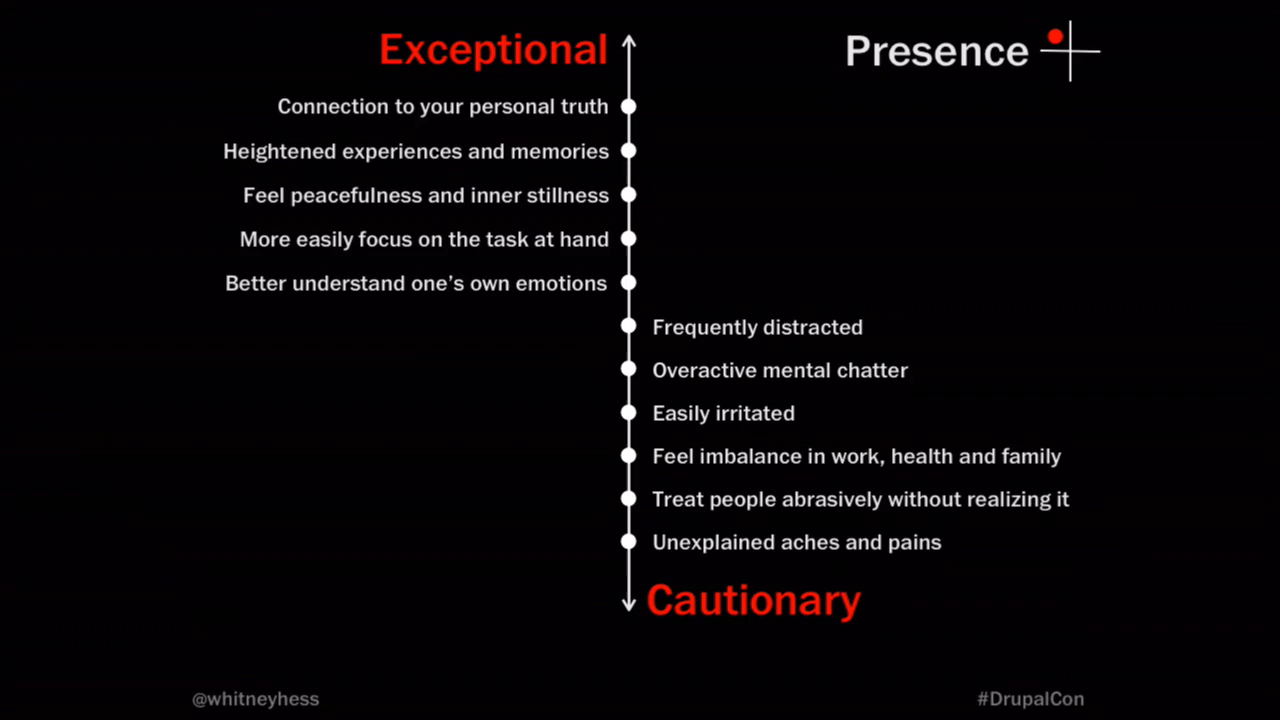 Exceptional
Presence
Connection to your personal truth
Heightened experiences and memories
Feel peacefulness and inner stillness
More easily focus on the task at hand
Better understand one’s own emotions
Frequently distracted
Overactive mental chatter
Easily irritated
Feel imbalance in work, health and family
Treat people abrasively without realizing it
Unexplained aches and pains
Cautionary
@whitneyhess
#DrupalCon